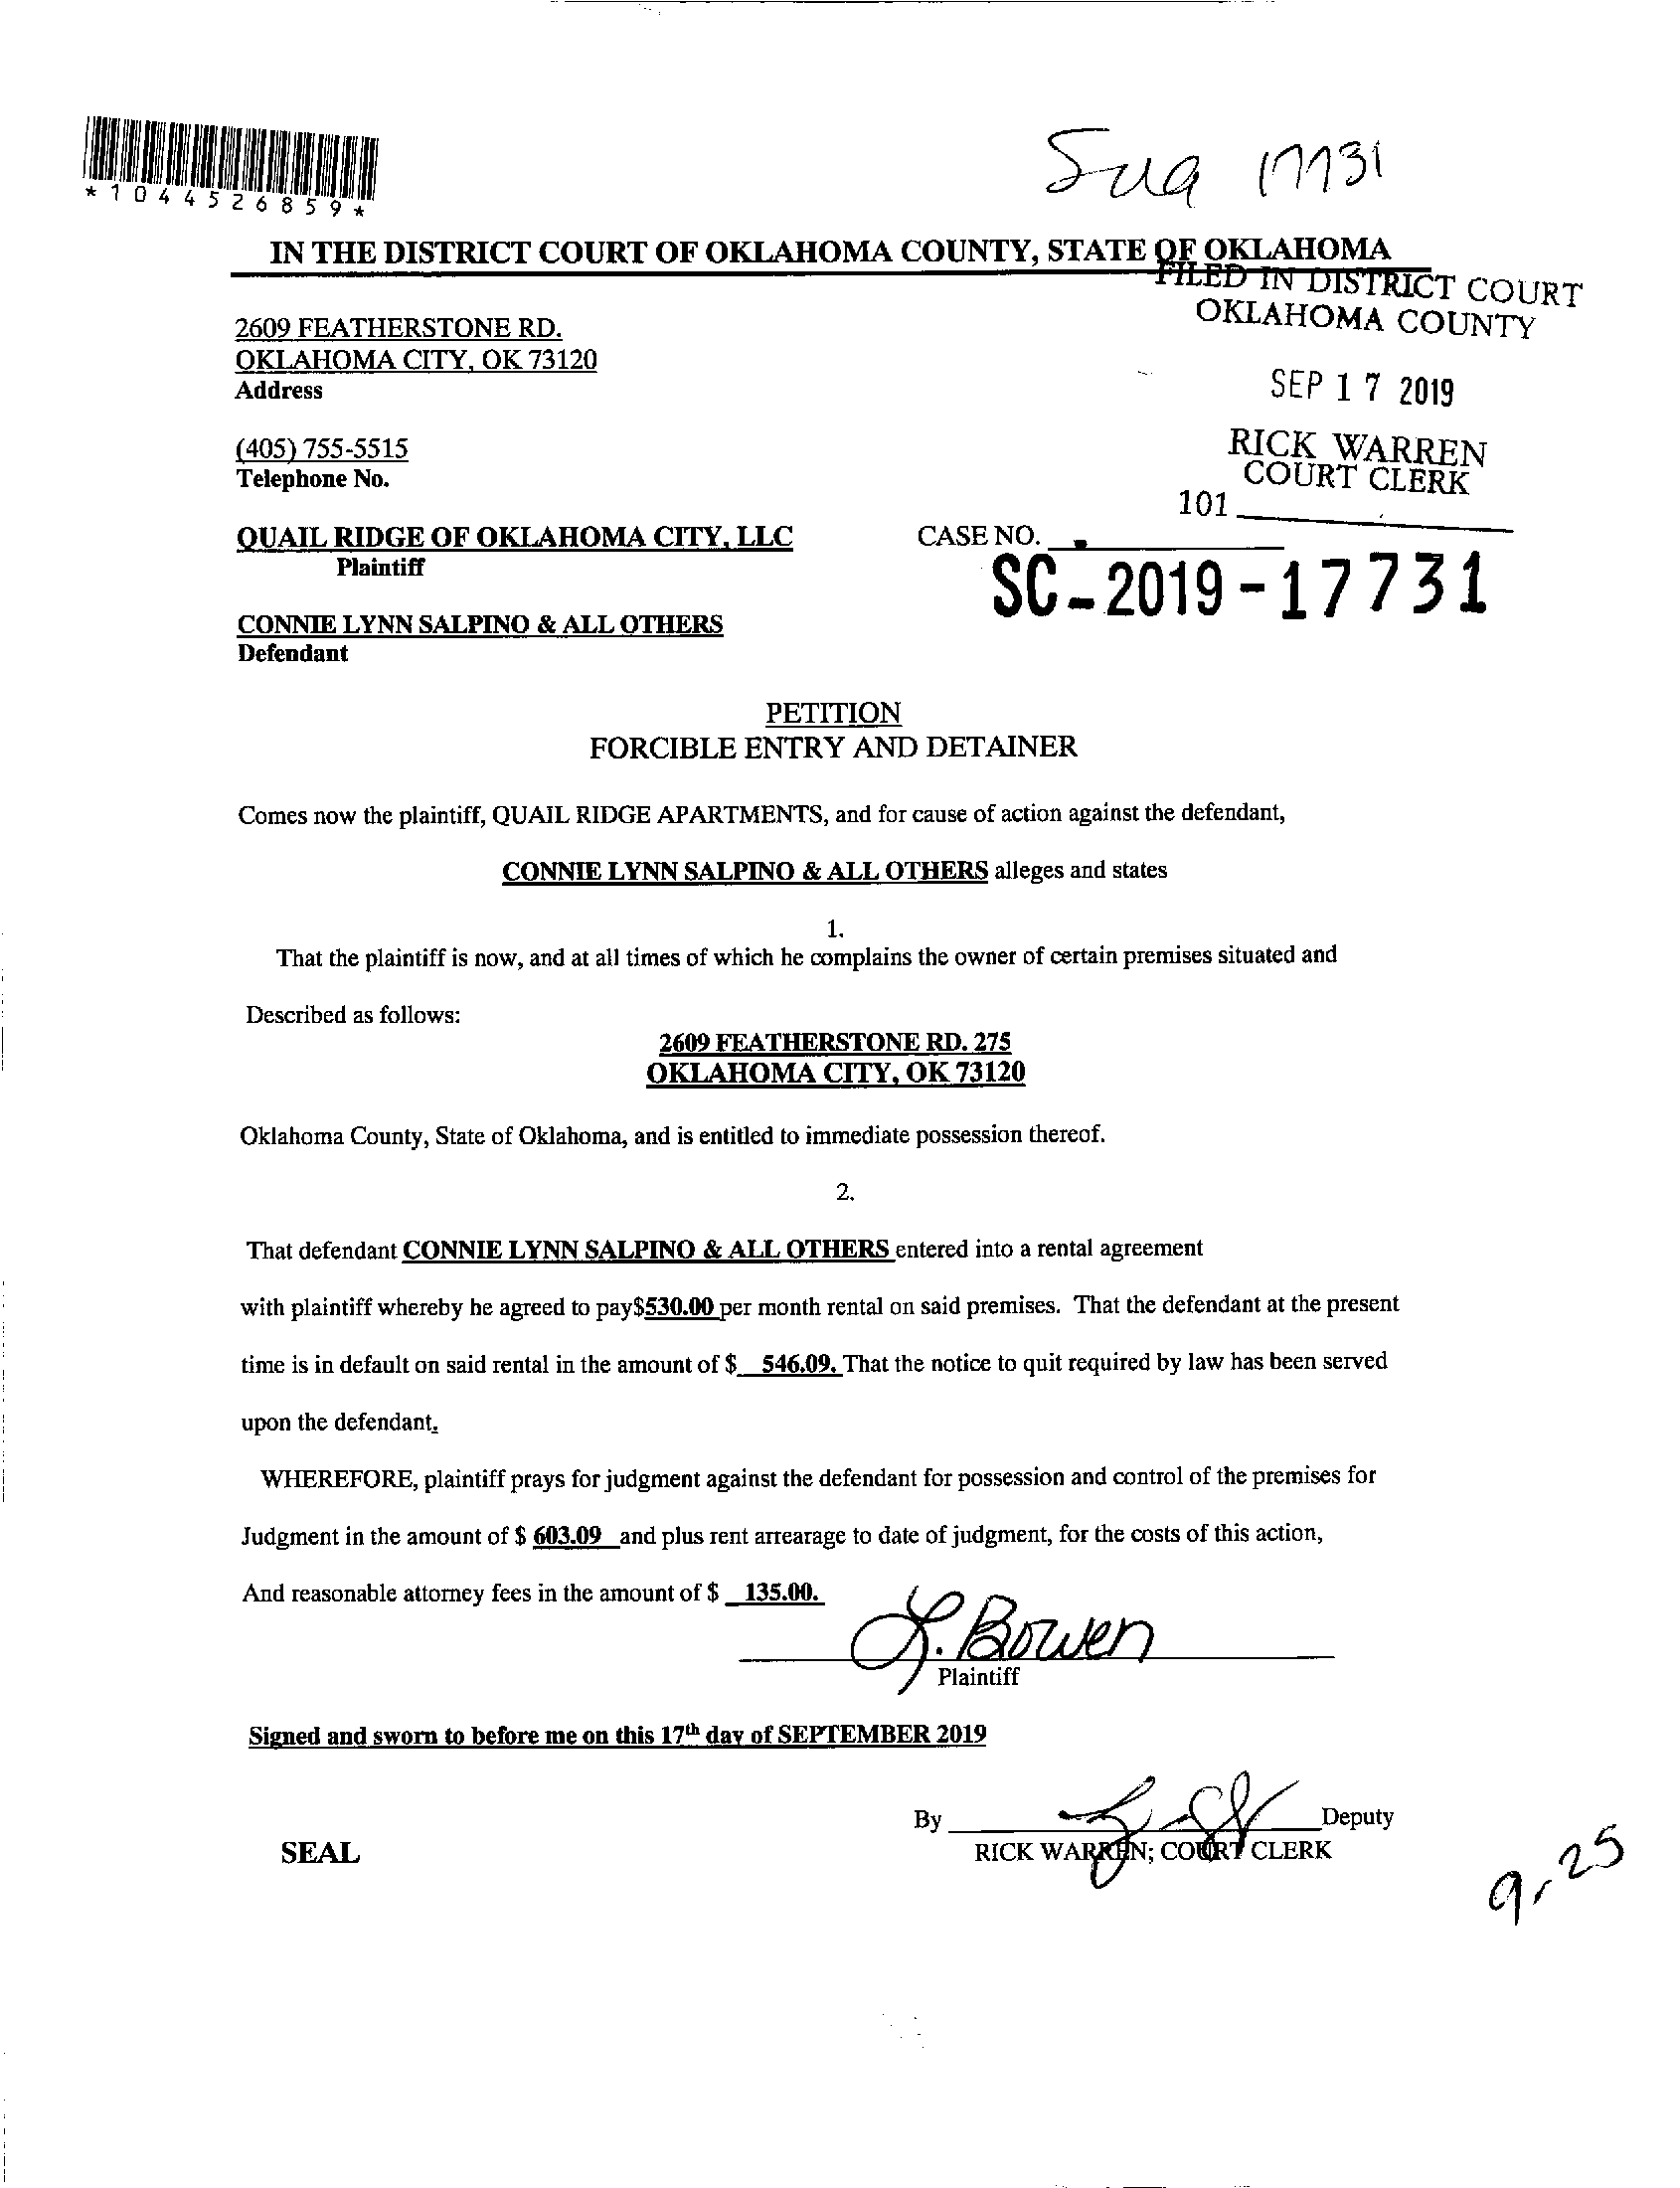 *1044526859*
17731
IN THE DISTRICT COURT OF OKLAHOMA COUNTY, STATE OF OKLAHOMA
FILED IN DISTRICT COURT
OKLAHOMA COUNTY
2609 FEATHERSTONE RD.
OKLAHOMA CITY, OK 73120
Address
SEP 17 2019
(405) 755-5515
Telephone No.
RICK WARREN
COURT CLERK
101
QUAIL RIDGE OF OKLAHOMA CITY, LLC
Plaintiff
CASE NO.
SC-2019-17731
CONNIE LYNN SALPINO & ALL OTHERS
Defendant
PETITION
FORCIBLE ENTRY AND DETAINER
Comes now the plaintiff, QUAIL RIDGE APARTMENTS, and for cause of action against the defendant,
CONNIE LYNN SALPINO & ALL OTHERS alleges and states
1.
That the plaintiff is now, and at all times of which he complains the owner of certain premises situated and
Described as follows:
2609 FEATHERSTONE RD. 275
OKLAHOMA CITY, OK 73120
Oklahoma County, State of Oklahoma, and is entitled to immediate possession thereof.
2.
That defendant CONNIE LYNN SALPINO & ALL OTHERS entered into a rental agreement
with plaintiff whereby he agreed to pay$530.00 per month rental on said premises. That the defendant at the present
time is in default on said rental in the amount of $ 546.09. That the notice to quit required by law has been served
upon the defendant.
WHEREFORE, plaintiff prays for judgment against the defendant for possession and control of the premises for
Judgment in the amount of $ 603.09 and plus rent arrearage to date of judgment, for the costs of this action,
And reasonable attorney fees in the amount of $ 135.00.
L. Bowen
Plaintiff
Signed and sworn to before me on this 17th day of SEPTEMBER 2019
By Deputy
RICK WARREN; COURT CLERK
SEAL
9.25